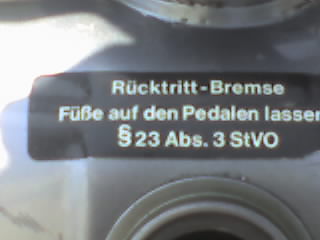 Rücktritt-Bremse
Füße auf den Pedalen lassen
§23 Abs. 3 StVO